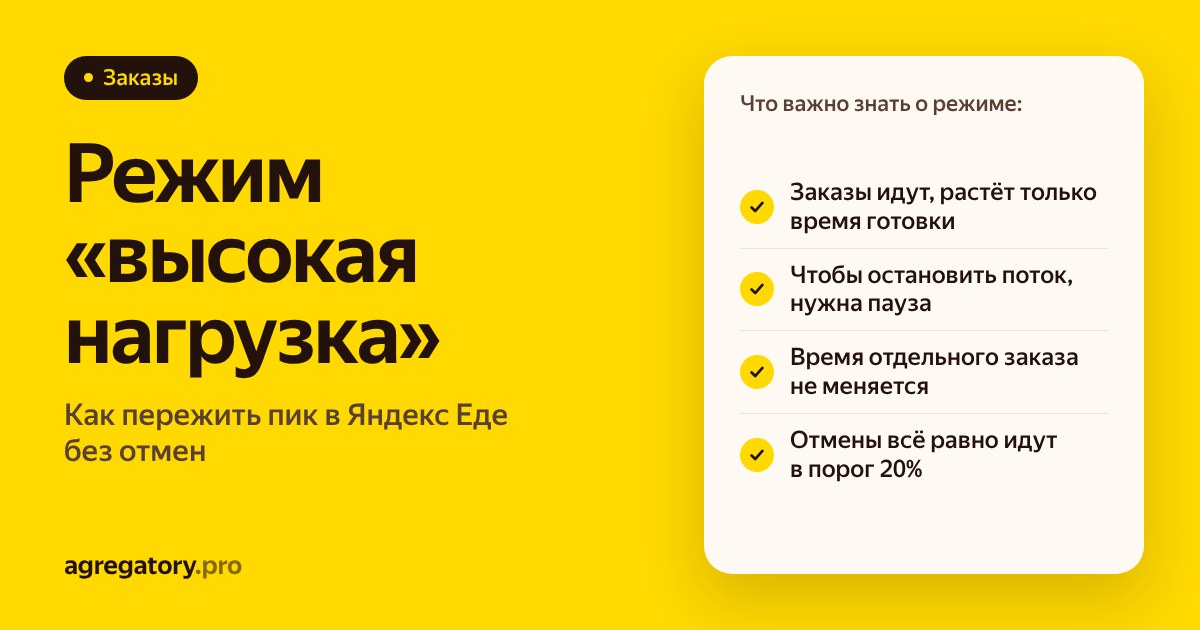 Заказы
Режим
«высокая
нагрузка»
Как пережить пик в Яндекс Еде
без отмен
agregatory.pro
Что важно знать о режиме:
Заказы идут, растёт только
время готовки
Чтобы остановить поток,
нужна пауза
Время отдельного заказа
не меняется
Отмены всё равно идут
в порог 20%